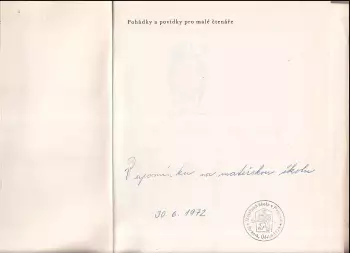 Pohádky a povídky pro malé čtenáře
Vzpomínka na mateřskou školu
30. 6. 1972